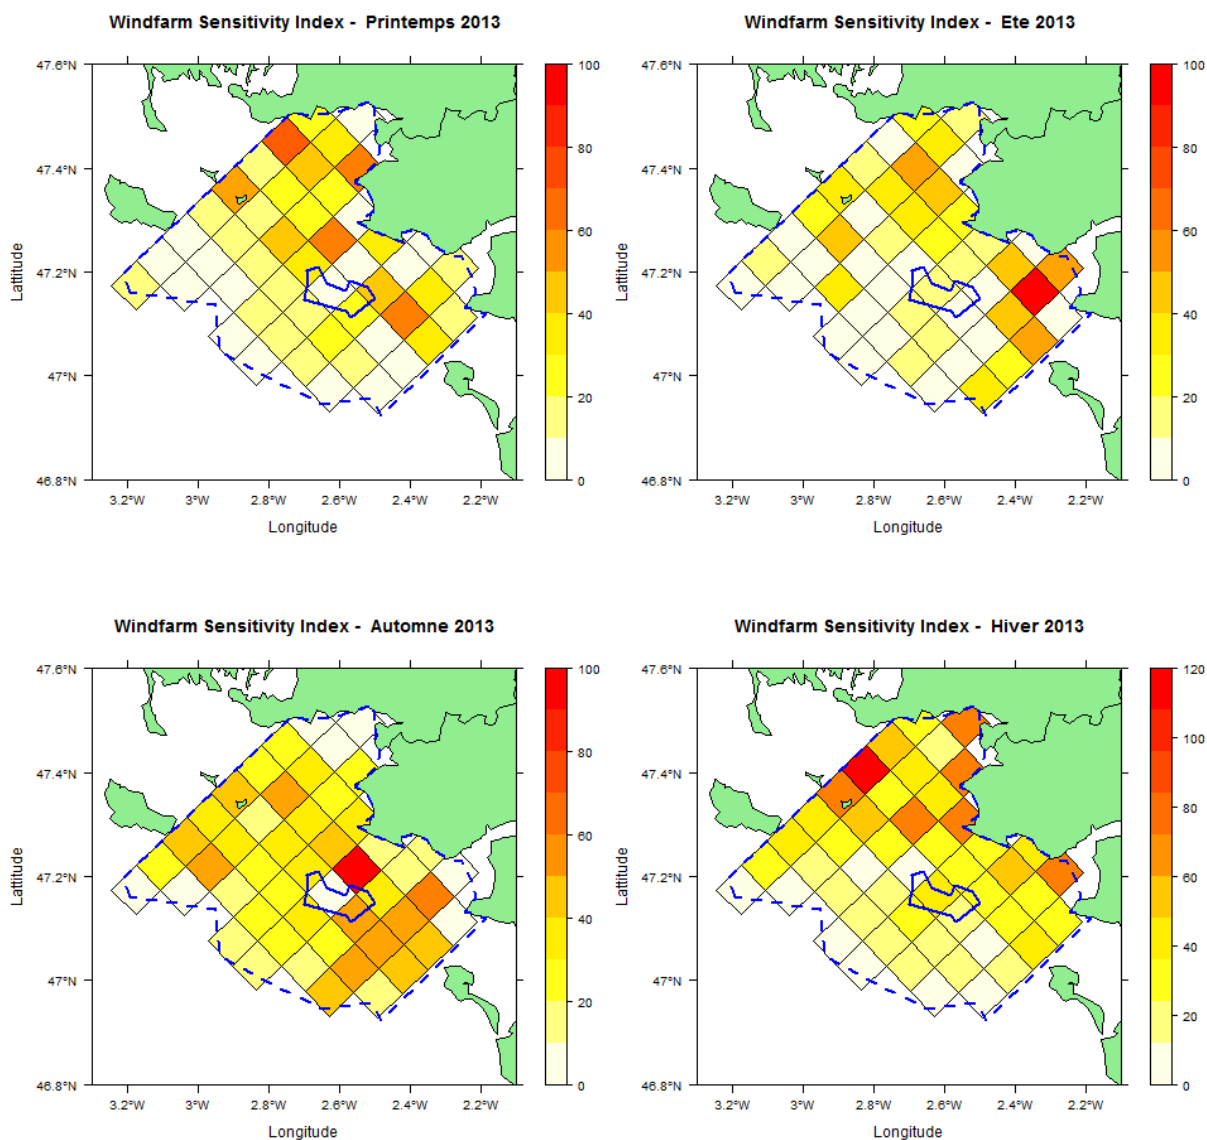 Windfarm Sensitivity Index - Printemps 2013
47.6°N
47.4°N
47.2°N
47°N
46.8°N
Lattitude
3.2°W 3°W 2.8°W 2.6°W 2.4°W 2.2°W
Longitude
100
80
60
40
20
0
Windfarm Sensitivity Index - Ete 2013
47.6°N
47.4°N
47.2°N
47°N
46.8°N
Lattitude
3.2°W 3°W 2.8°W 2.6°W 2.4°W 2.2°W
Longitude
100
80
60
40
20
0
Windfarm Sensitivity Index - Automne 2013
47.6°N
47.4°N
47.2°N
47°N
46.8°N
Lattitude
3.2°W 3°W 2.8°W 2.6°W 2.4°W 2.2°W
Longitude
100
80
60
40
20
0
Windfarm Sensitivity Index - Hiver 2013
47.6°N
47.4°N
47.2°N
47°N
46.8°N
Lattitude
3.2°W 3°W 2.8°W 2.6°W 2.4°W 2.2°W
Longitude
120
100
80
60
40
20
0